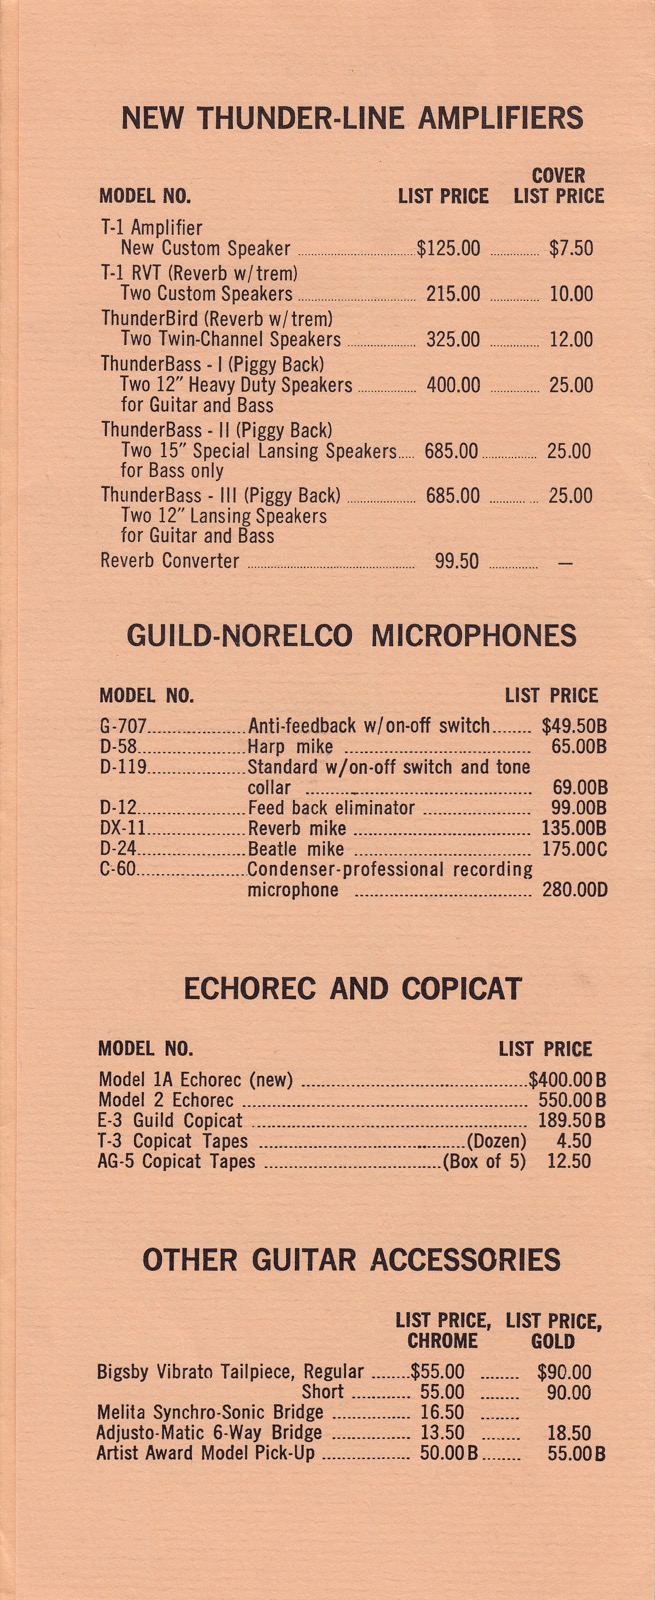 NEW THUNDER-LINE AMPLIFIERS
COVER
MODEL NO. LIST PRICE LIST PRICE
T-1 Amplifier
New Custom Speaker ........................ $125.00 ............ $7.50
T-1 RVT (Reverb w/trem)
Two Custom Speakers ........................ 215.00 ............ 10.00
ThunderBird (Reverb w/trem)
Two Twin-Channel Speakers .............. 325.00 ............ 12.00
ThunderBass - I (Piggy Back)
Two 12" Heavy Duty Speakers ............ 400.00 ............ 25.00
for Guitar and Bass
ThunderBass - II (Piggy Back)
Two 15" Special Lansing Speakers.... 685.00 ............ 25.00
for Bass only
ThunderBass - III (Piggy Back) .............. 685.00 ............ 25.00
Two 12" Lansing Speakers
for Guitar and Bass
Reverb Converter .................................. 99.50 ............ —
GUILD-NORELCO MICROPHONES
MODEL NO. LIST PRICE
G-707.................Anti-feedback w/on-off switch....... $49.50B
D-58...................Harp mike ................................. 65.00B
D-119.................Standard w/on-off switch and tone
collar ........................................ 69.00B
D-12...................Feed back eliminator ................... 99.00B
DX-11.................Reverb mike ............................... 135.00B
D-24...................Beatle mike ................................ 175.00C
C-60...................Condenser-professional recording
microphone ............................... 280.00D
ECHOREC AND COPICAT
MODEL NO. LIST PRICE
Model 1A Echorec (new) ........................................$400.00B
Model 2 Echorec .................................................. 550.00B
E-3 Guild Copicat ................................................. 189.50B
T-3 Copicat Tapes ....................................(Dozen) 4.50
AG-5 Copicat Tapes ...............................(Box of 5) 12.50
OTHER GUITAR ACCESSORIES
LIST PRICE, LIST PRICE,
CHROME GOLD
Bigsby Vibrato Tailpiece, Regular .......$55.00 ....... $90.00
Short .......... 55.00 ....... 90.00
Melita Synchro-Sonic Bridge ............. 16.50 .......
Adjusto-Matic 6-Way Bridge ............. 13.50 ....... 18.50
Artist Award Model Pick-Up ............... 50.00B ....... 55.00B